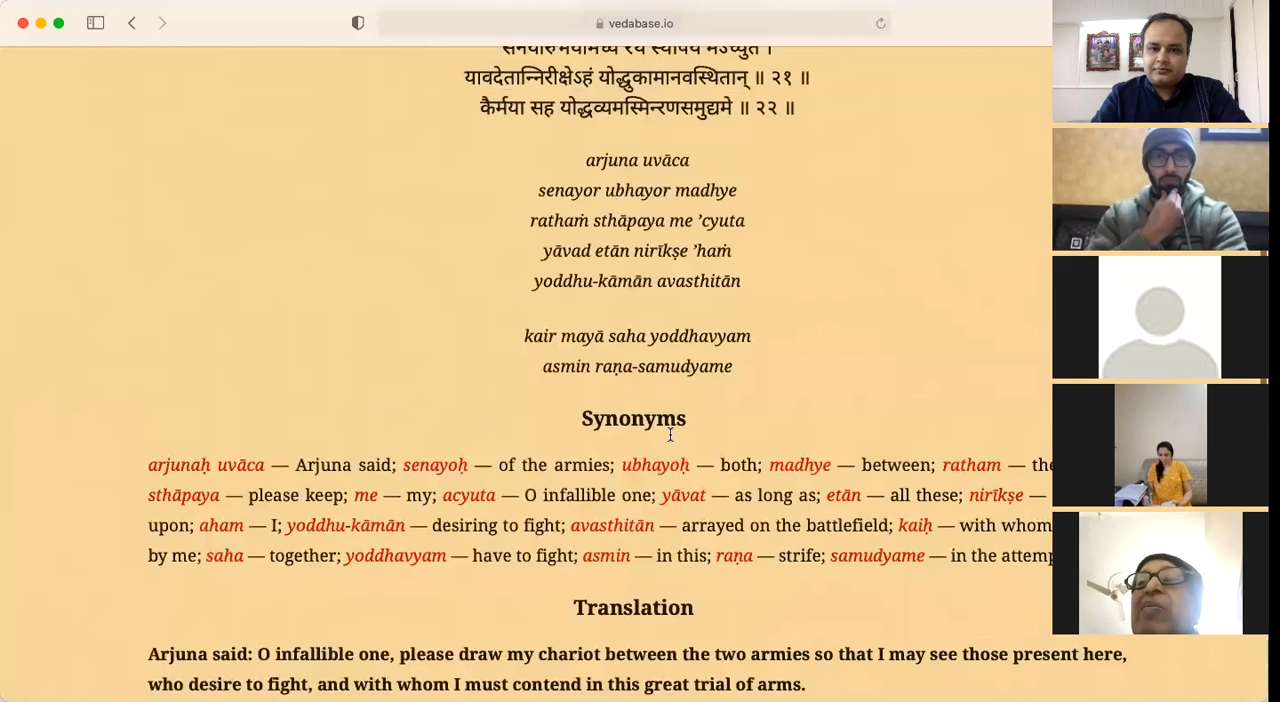 vedabase.io
यावदेतान्निरीक्षेऽहं योद्धुकामानवस्थितान् ॥ २१ ॥
कैर्मया सह योद्धव्यमस्मिन्रणसमुद्यमे ॥ २२ ॥
arjuna uvāca
senayor ubhayor madhye
rathaṁ sthāpaya me ’cyuta
yāvad etān nirīkṣe ’haṁ
yoddhu-kāmān avasthitān
kair mayā saha yoddhavyam
asmin raṇa-samudyame
Synonyms
arjunaḥ uvāca — Arjuna said; senayoḥ — of the armies; ubhayoḥ — both; madhye — between; ratham — the
sthāpaya — please keep; me — my; acyuta — O infallible one; yāvat — as long as; etān — all these; nirīkṣe —
upon; aham — I; yoddhu-kāmān — desiring to fight; avasthitān — arrayed on the battlefield; kaiḥ — with whom
by me; saha — together; yoddhavyam — have to fight; asmin — in this; raṇa — strife; samudyame — in the
Translation
Arjuna said: O infallible one, please draw my chariot between the two armies so that I may see those present here,
who desire to fight, and with whom I must contend in this great trial of arms.